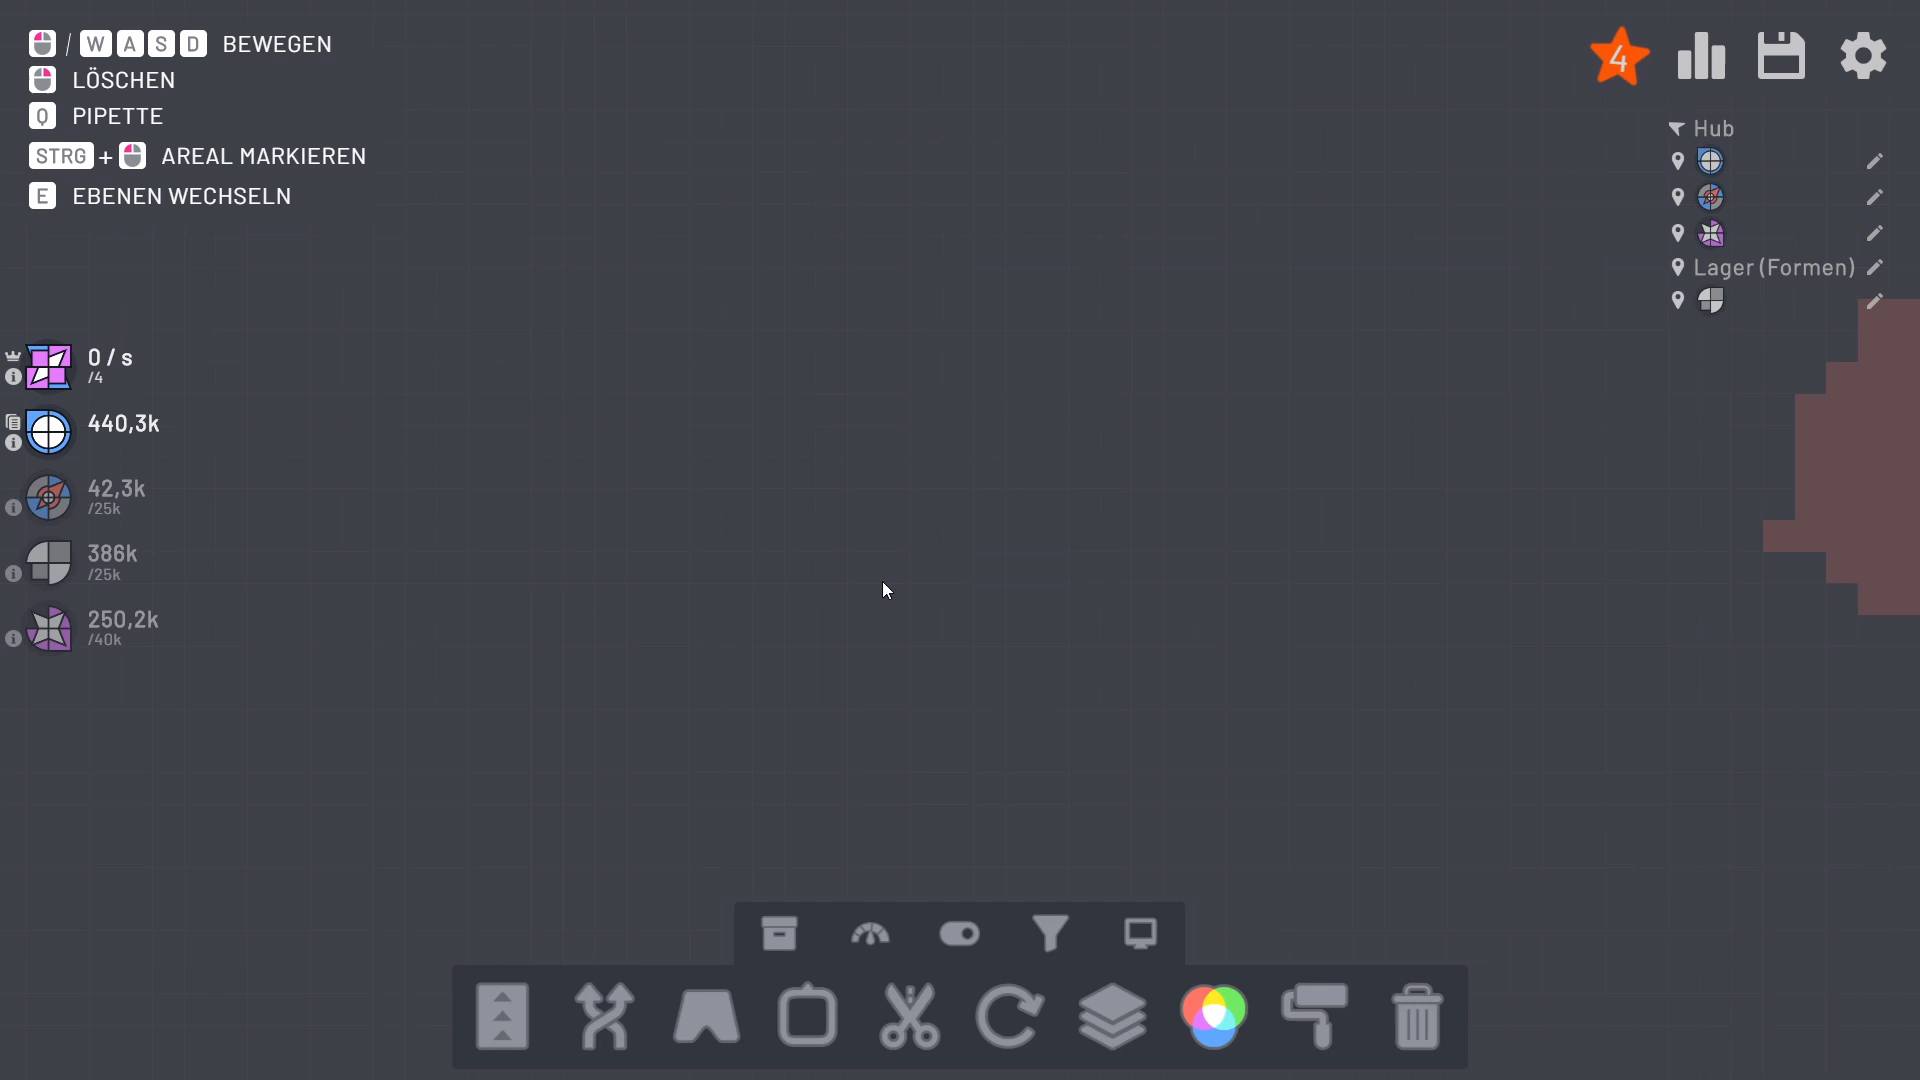 / W A S D BEWEGEN
LÖSCHEN
Q PIPETTE
STRG + AREAL MARKIEREN
E EBENEN WECHSELN
4
Hub
Lager (Formen)
0 / s
/4
440,3k
42,3k
/25k
386k
/25k
250,2k
/40k